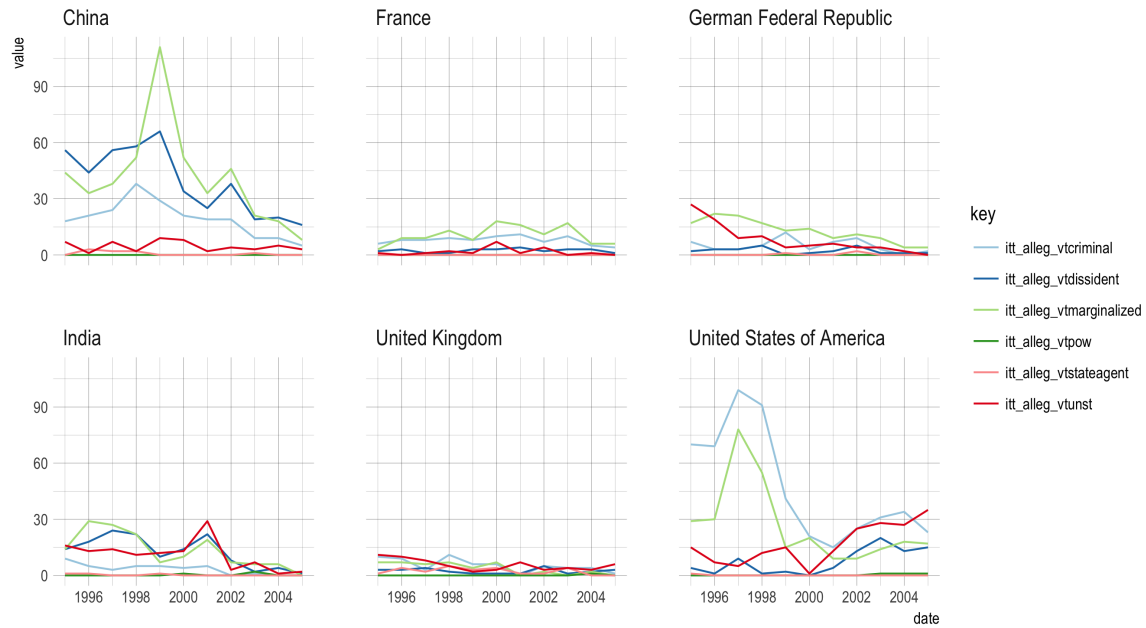 China
France
German Federal Republic
value
90
60
30
0
key
itt_alleg_vtcriminal
itt_alleg_vtdissident
itt_alleg_vtmarginalized
itt_alleg_vtpow
itt_alleg_vtstateagent
itt_alleg_vtunst
India
United Kingdom
United States of America
90
60
30
0
1996 1998 2000 2002 2004
1996 1998 2000 2002 2004
1996 1998 2000 2002 2004
date